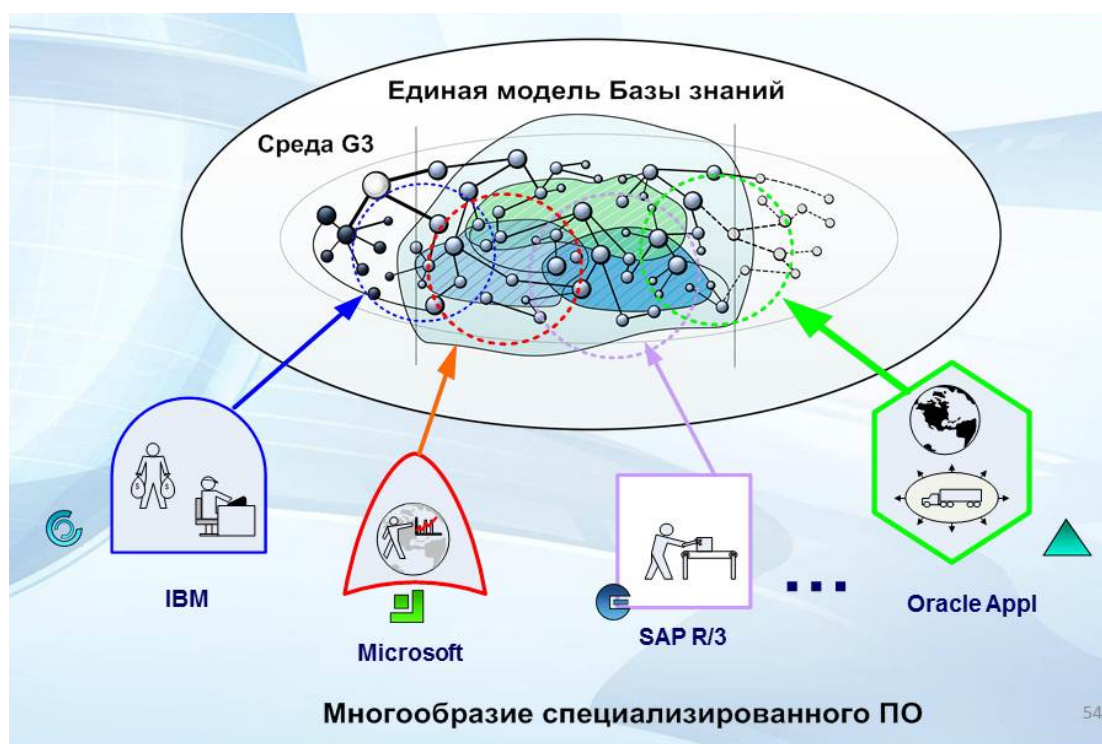 Единая модель Базы знаний
Среда G3
IBM
Microsoft
SAP R/3
...
Oracle Appl
Многообразие специализированного ПО
54